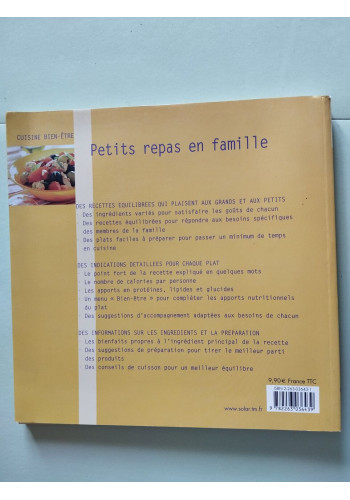 CUISINE BIEN-ÊTRE
Petits repas en famille
DES RECETTES EQUILIBREES QUI PLAISENT AUX GRANDS ET AUX PETITS
· Des ingrédients variés pour satisfaire les goûts de chacun
· Des recettes équilibrées pour répondre aux besoins spécifiques
des membres de la famille
· Des plats faciles à préparer pour passer un minimum de temps
en cuisine
DES INDICATIONS DETAILLEES POUR CHAQUE PLAT
· Le point fort de la recette expliqué en quelques mots
· Le nombre de calories par personne
· Les apports en protéines, lipides et glucides
· Un menu « Bien-être » pour compléter les apports nutritionnels
du plat
· Des suggestions d'accompagnement adaptées aux besoins de chacun
DES INFORMATIONS SUR LES INGREDIENTS ET LA PREPARATION
· Les bienfaits propres à l'ingrédient principal de la recette
· Des suggestions de préparation pour tirer le meilleur parti
des produits
· Des conseils de cuisson pour un meilleur équilibre
9,90€ France TTC
www.solar.tm.fr